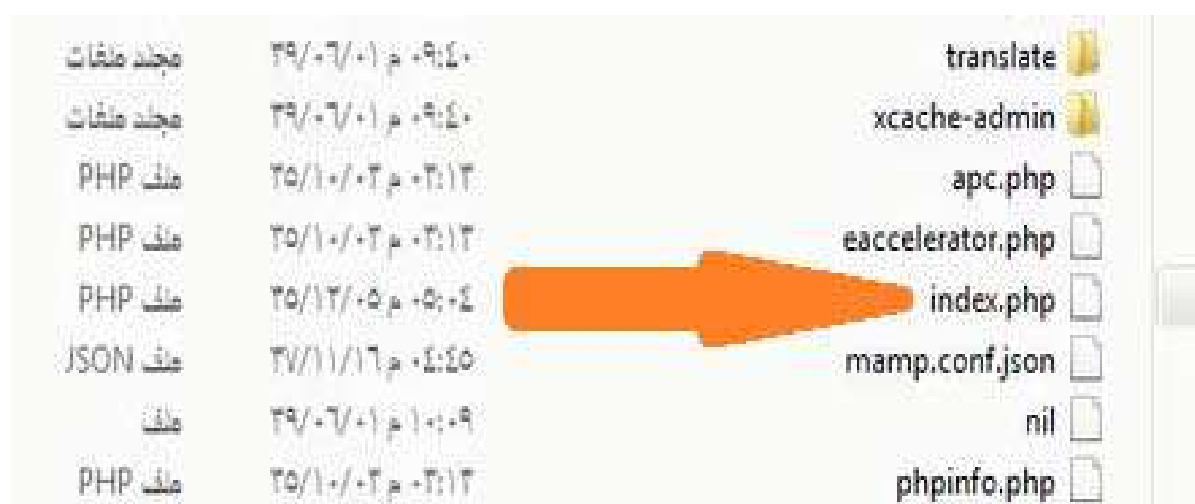 translate ٠٩:٤٠ م ٣٩/٠٦/٠١ مجلد ملفات
xcache-admin ٠٩:٤٠ م ٣٩/٠٦/٠١ مجلد ملفات
apc.php ٠٣:١٣ م ٣٥/١٠/٠٣ ملف PHP
eaccelerator.php ٠٣:١٣ م ٣٥/١٠/٠٣ ملف PHP
index.php ٠٥:٠٤ م ٣٥/١٢/٠٥ ملف PHP
mamp.conf.json ٠٤:٤٥ م ٣٧/١١/١٦ ملف JSON
nil ١٠:٠٩ م ٣٩/٠٦/٠١ ملف
phpinfo.php ٠٣:١٣ م ٣٥/١٠/٠٣ ملف PHP